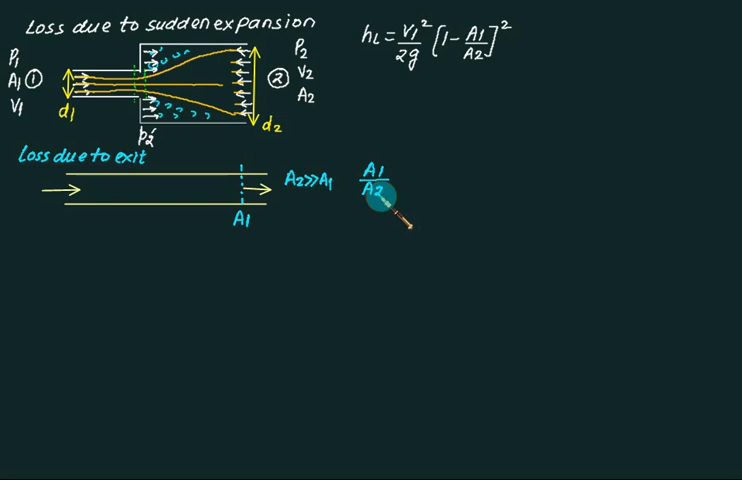 Loss due to sudden expansion
P1
A1 ①
V1
d1
P2'
② 
P2
V2
A2
d2
hL = V1²/2g [1 - A1/A2]²
Loss due to exit
A1
A2>>A1
A1/A2